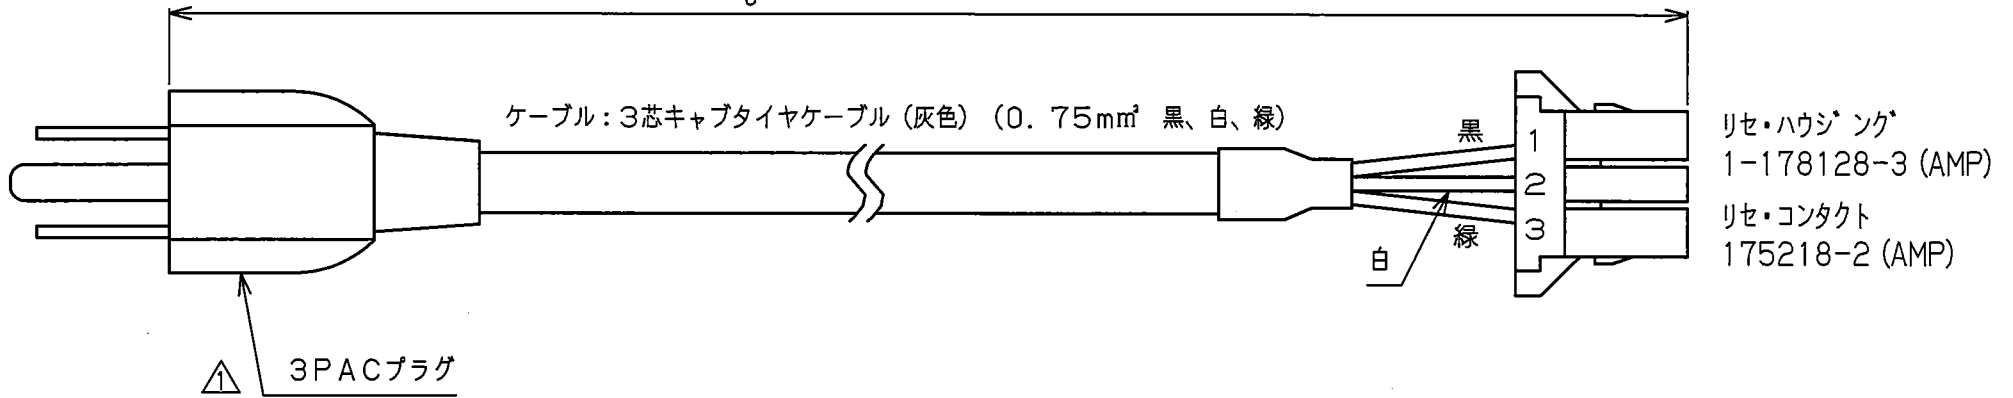 ケーブル：3芯キャブタイヤケーブル（灰色）（0．75mm² 黒、白、緑）
黒
1
2
3
緑
白
リセ・ハウジング
1-178128-3 (AMP)
リセ・コンタクト
175218-2 (AMP)
1
3PACプラグ